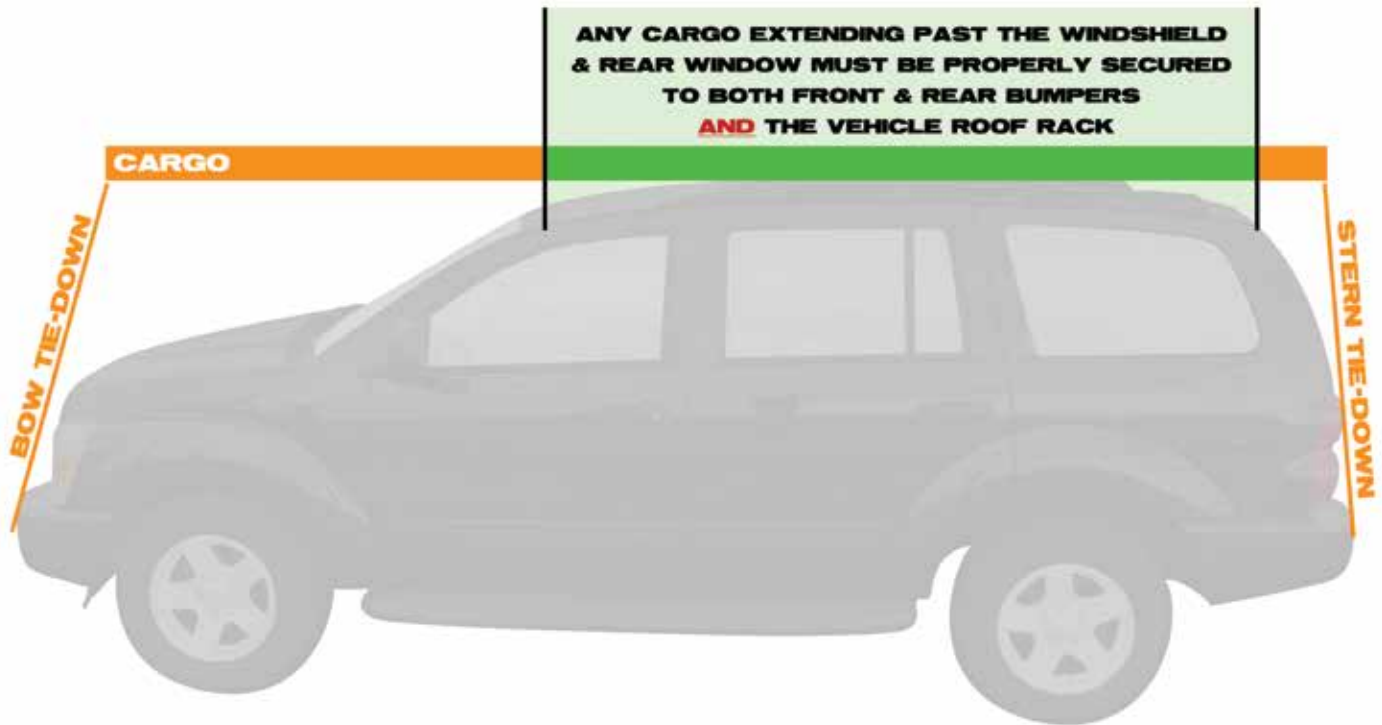 ANY CARGO EXTENDING PAST THE WINDSHIELD
& REAR WINDOW MUST BE PROPERLY SECURED
TO BOTH FRONT & REAR BUMPERS
AND THE VEHICLE ROOF RACK
CARGO
BOW TIE-DOWN
STERN TIE-DOWN